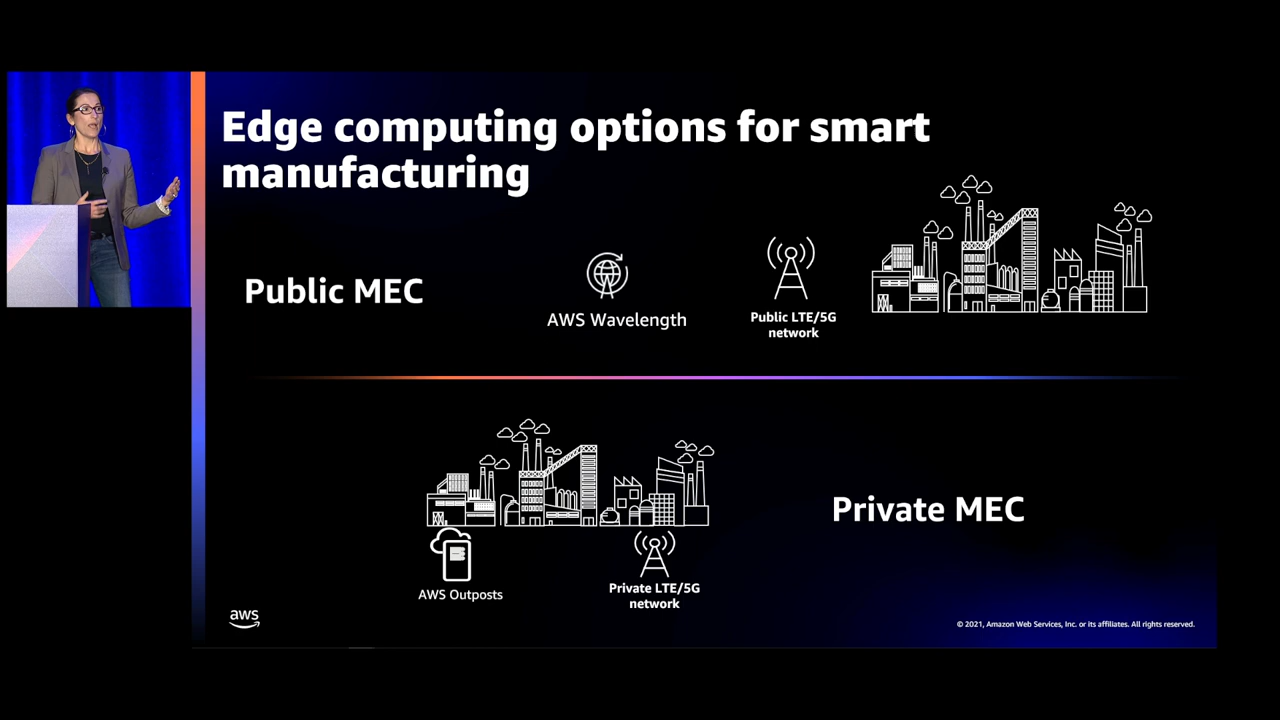 Edge computing options for smart
manufacturing
Public MEC
AWS Wavelength
Public LTE/5G
network
Private MEC
AWS Outposts
Private LTE/5G
network
aws
© 2021, Amazon Web Services, Inc. or its affiliates. All rights reserved.